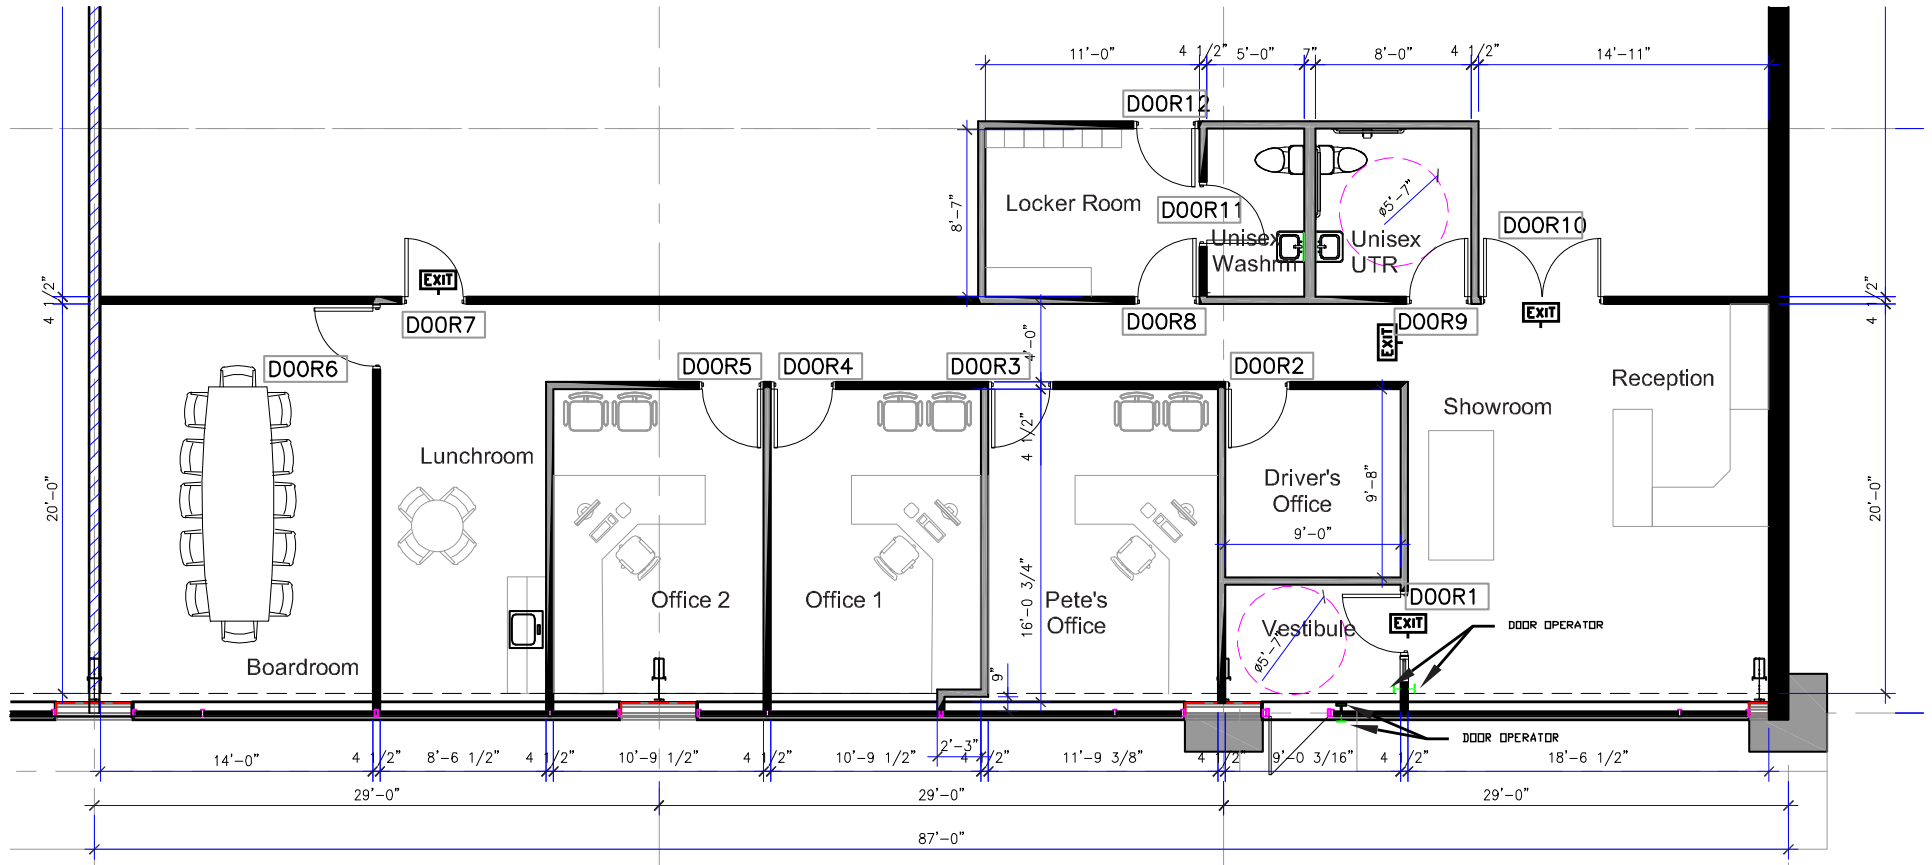 11'-0"
4 1/2"
5'-0"
7"
8'-0"
4 1/2"
14'-11"
DOOR12
8'-7"
Locker Room
DOOR11
Ø5'-7"
DOOR10
Unisex
Washrm
Unisex
UTR
EXIT
4 1/2"
4 1/2"
EXIT
DOOR7
DOOR8
DOOR9
EXIT
4'-0"
DOOR6
DOOR5
DOOR4
DOOR3
DOOR2
Reception
Showroom
4 1/2"
Lunchroom
Driver's
Office
9'-8"
20'-0"
20'-0"
9'-0"
16'-0 3/4"
Office 2
Office 1
Pete's
Office
DOOR1
EXIT
DOOR OPERATOR
Vestibule
Ø5'-7"
Boardroom
9"
DOOR OPERATOR
2'-3"
14'-0"
4 1/2"
8'-6 1/2"
4 1/2"
10'-9 1/2"
4 1/2"
10'-9 1/2"
4 1/2"
11'-9 3/8"
4 1/2"
9'-0 3/16"
4 1/2"
18'-6 1/2"
29'-0"
29'-0"
29'-0"
87'-0"